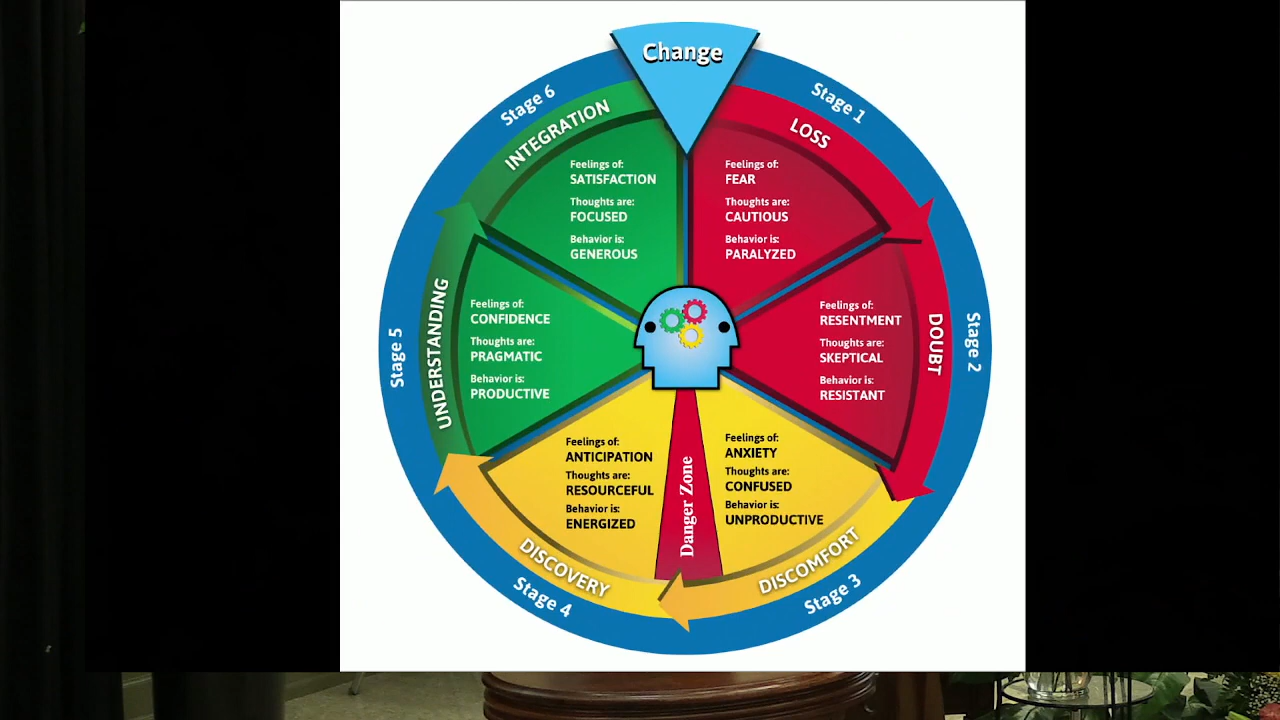 Change
Stage 1
LOSS
Feelings of:
FEAR
Thoughts are:
CAUTIOUS
Behavior is:
PARALYZED
Stage 2
DOUBT
Feelings of:
RESENTMENT
Thoughts are:
SKEPTICAL
Behavior is:
RESISTANT
Stage 3
DISCOMFORT
Feelings of:
ANXIETY
Thoughts are:
CONFUSED
Behavior is:
UNPRODUCTIVE
Danger Zone
Stage 4
DISCOVERY
Feelings of:
ANTICIPATION
Thoughts are:
RESOURCEFUL
Behavior is:
ENERGIZED
Stage 5
UNDERSTANDING
Feelings of:
CONFIDENCE
Thoughts are:
PRAGMATIC
Behavior is:
PRODUCTIVE
Stage 6
INTEGRATION
Feelings of:
SATISFACTION
Thoughts are:
FOCUSED
Behavior is:
GENEROUS